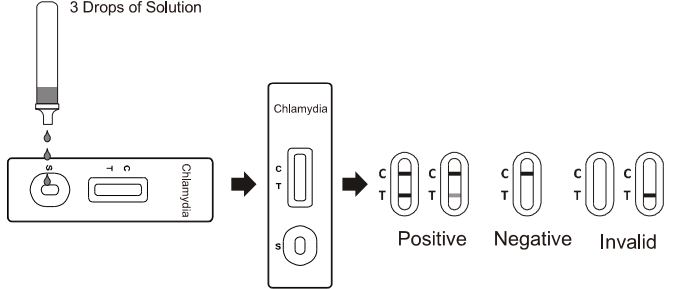 3 Drops of Solution
S
T C
Chlamydia
Chlamydia
C
T
S
C
T
C
T
C
T
C
T
C
T
Positive
Negative
Invalid